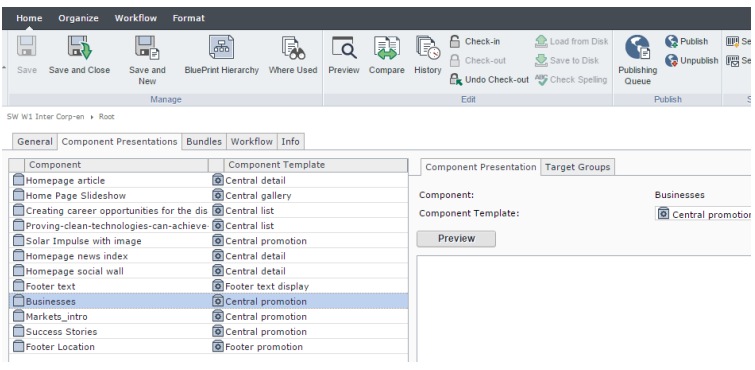 Home Organize Workflow Format
Save Save and Close Save and New BluePrint Hierarchy Where Used Preview Compare History Check-in Check-out Undo Check-out Load from Disk Save to Disk Check Spelling Publishing Queue Publish Unpublish Se Se
Manage Edit Publish S
SW W1 Inter Corp-en Root
General Component Presentations Bundles Workflow Info
Component Component Template
Homepage article Central detail
Home Page Slideshow Central gallery
Creating career opportunities for the dis Central list
Proving-clean-technologies-can-achieve- Central list
Solar Impulse with image Central promotion
Homepage news index Central detail
Homepage social wall Central detail
Footer text Footer text display
Businesses Central promotion
Markets_intro Central promotion
Success Stories Central promotion
Footer Location Footer promotion
Component Presentation Target Groups
Component: Businesses
Component Template: Central promotion
Preview